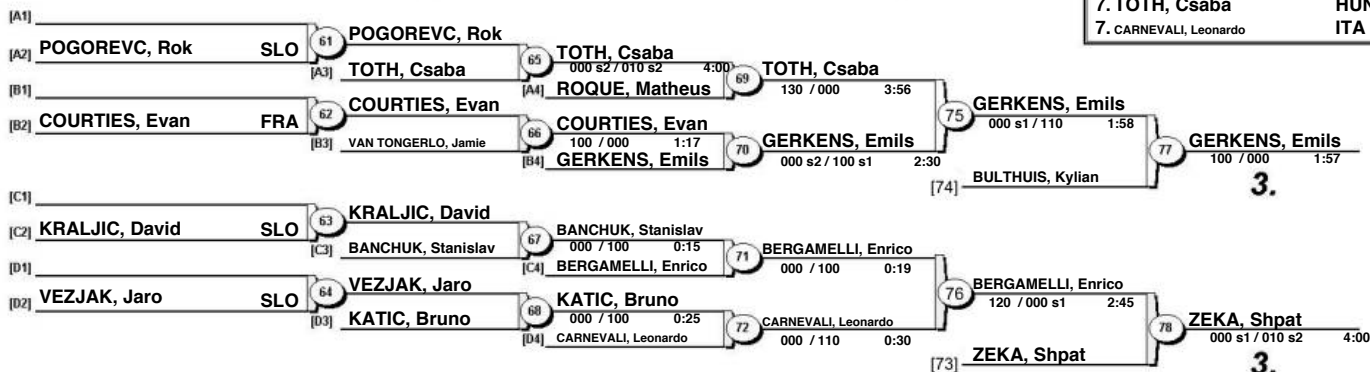 7. TOTH, Csaba HUN
7. CARNEVALI, Leonardo ITA
[A1]
[A2] POGOREVC, Rok SLO
61
POGOREVC, Rok
[A3] TOTH, Csaba
65
TOTH, Csaba
000 s2 / 010 s2 4:00
[A4] ROQUE, Matheus
69
TOTH, Csaba
130 / 000 3:56
[B1]
[B2] COURTIES, Evan FRA
62
COURTIES, Evan
[B3] VAN TONGERLO, Jamie
66
COURTIES, Evan
100 / 000 1:17
[B4] GERKENS, Emils
70
GERKENS, Emils
000 s2 / 100 s1 2:30
75
GERKENS, Emils
000 s1 / 110 1:58
[74] BULTHUIS, Kylian
77
GERKENS, Emils
100 / 000 1:57
3.
[C1]
[C2] KRALJIC, David SLO
63
KRALJIC, David
[C3] BANCHUK, Stanislav
67
BANCHUK, Stanislav
000 / 100 0:15
[C4] BERGAMELLI, Enrico
71
BERGAMELLI, Enrico
000 / 100 0:19
[D1]
[D2] VEZJAK, Jaro SLO
64
VEZJAK, Jaro
[D3] KATIC, Bruno
68
KATIC, Bruno
000 / 100 0:25
[D4] CARNEVALI, Leonardo
72
CARNEVALI, Leonardo
000 / 110 0:30
76
BERGAMELLI, Enrico
120 / 000 s1 2:45
[73] ZEKA, Shpat
78
ZEKA, Shpat
000 s1 / 010 s2 4:00
3.